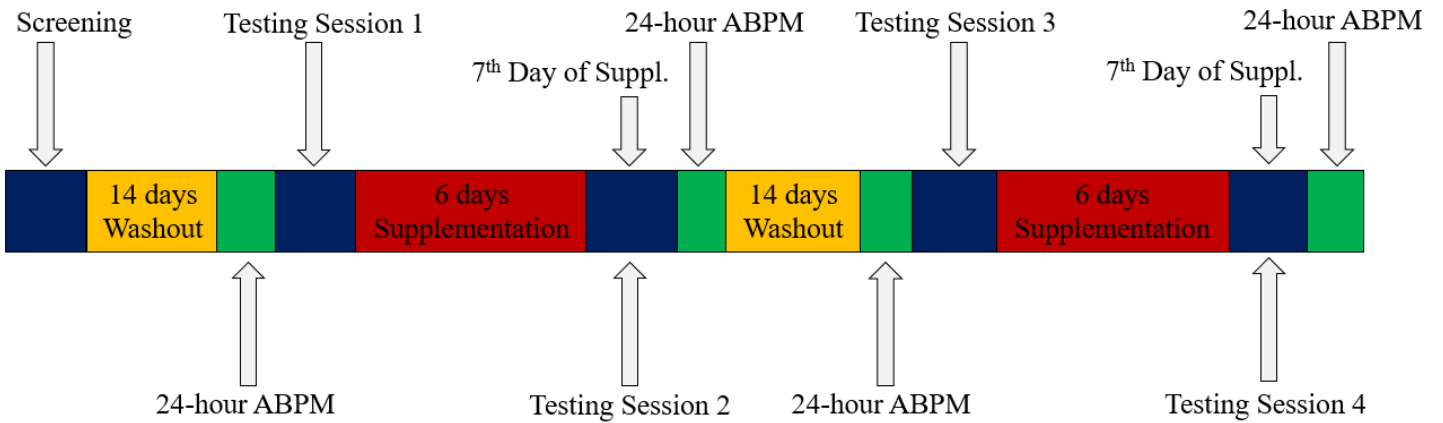 Screening
Testing Session 1
24-hour ABPM
Testing Session 3
24-hour ABPM
7th Day of Suppl.
7th Day of Suppl.
14 days
Washout
6 days
Supplementation
14 days
Washout
6 days
Supplementation
24-hour ABPM
Testing Session 2
24-hour ABPM
Testing Session 4